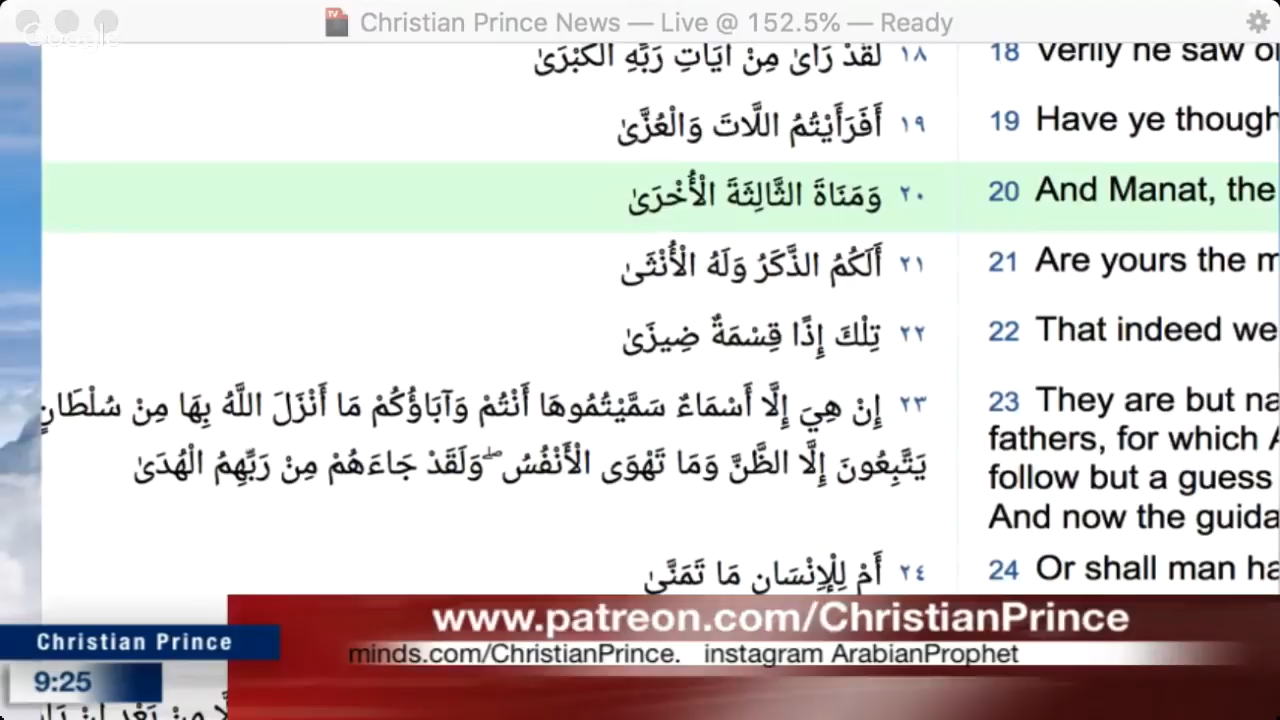 Christian Prince News — Live @ 152.5% — Ready
Google
١٨ لَقَدْ رَأَىٰ مِنْ آيَاتِ رَبِّهِ الْكُبْرَىٰ
18 Verily he saw
١٩ أَفَرَأَيْتُمُ اللَّاتَ وَالْعُزَّىٰ
19 Have ye though
٢٠ وَمَنَاةَ الثَّالِثَةَ الْأُخْرَىٰ
20 And Manat, the
٢١ أَلَكُمُ الذَّكَرُ وَلَهُ الْأُنْثَىٰ
21 Are yours the m
٢٢ تِلْكَ إِذًا قِسْمَةٌ ضِيزَىٰ
22 That indeed we
٢٣ إِنْ هِيَ إِلَّا أَسْمَاءٌ سَمَّيْتُمُوهَا أَنْتُمْ وَآبَاؤُكُمْ مَا أَنْزَلَ اللَّهُ بِهَا مِنْ سُلْطَانٍ
يَتَّبِعُونَ إِلَّا الظَّنَّ وَمَا تَهْوَى الْأَنْفُسُ ۖ وَلَقَدْ جَاءَهُمْ مِنْ رَبِّهِمُ الْهُدَىٰ
23 They are but na
fathers, for which A
follow but a guess
And now the guida
٢٤ أَمْ لِلْإِنْسَانِ مَا تَمَنَّىٰ
24 Or shall man ha
www.patreon.com/ChristianPrince
Christian Prince
minds.com/ChristianPrince. instagram ArabianProphet
9:25